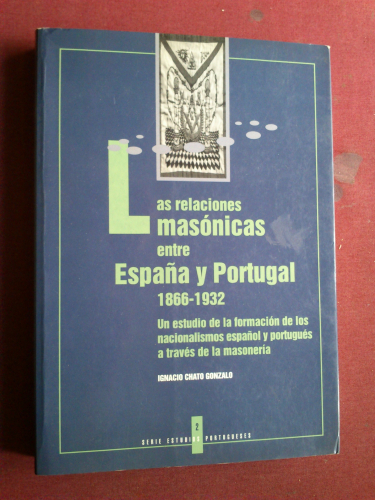 Las relaciones
masónicas
entre
España y Portugal
1866-1932
Un estudio de la formación de los
nacionalismos español y portugués
a través de la masonería
IGNACIO CHATO GONZALO
2
SERIE ESTUDIOS PORTUGUESES